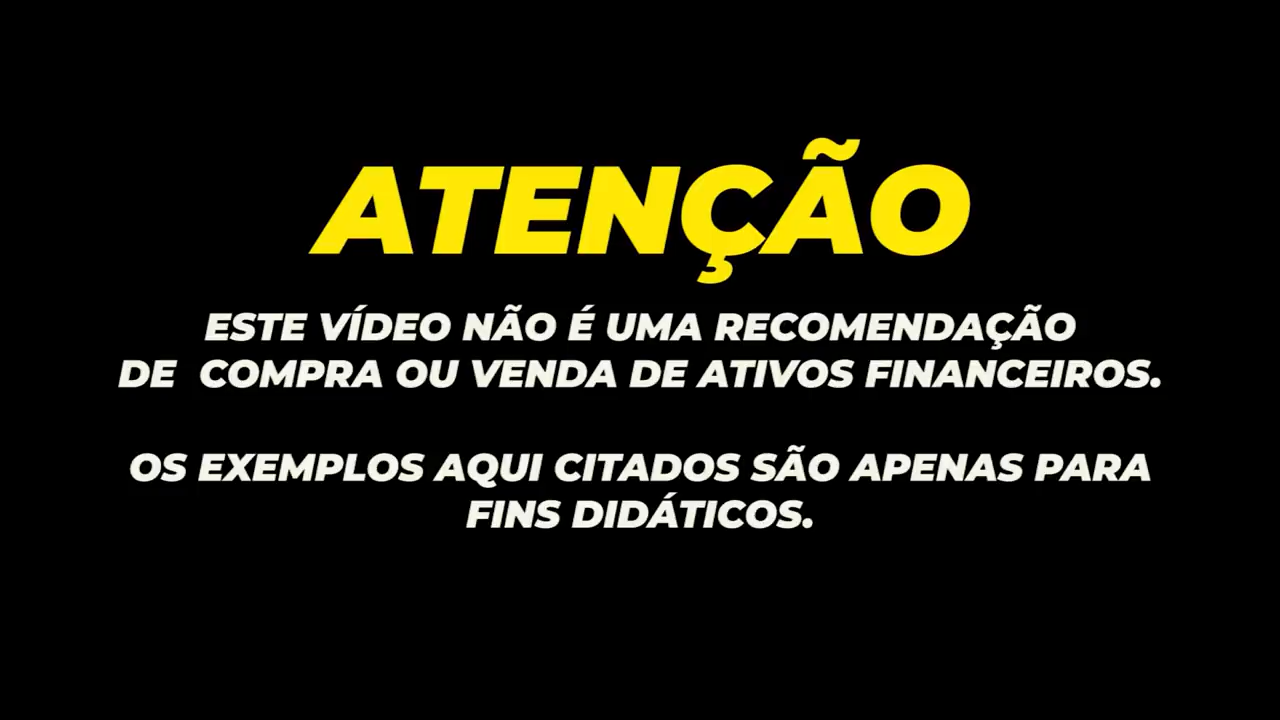 ATENÇÃO
ESTE VÍDEO NÃO É UMA RECOMENDAÇÃO
DE  COMPRA OU VENDA DE ATIVOS FINANCEIROS.
OS EXEMPLOS AQUI CITADOS SÃO APENAS PARA
FINS DIDÁTICOS.